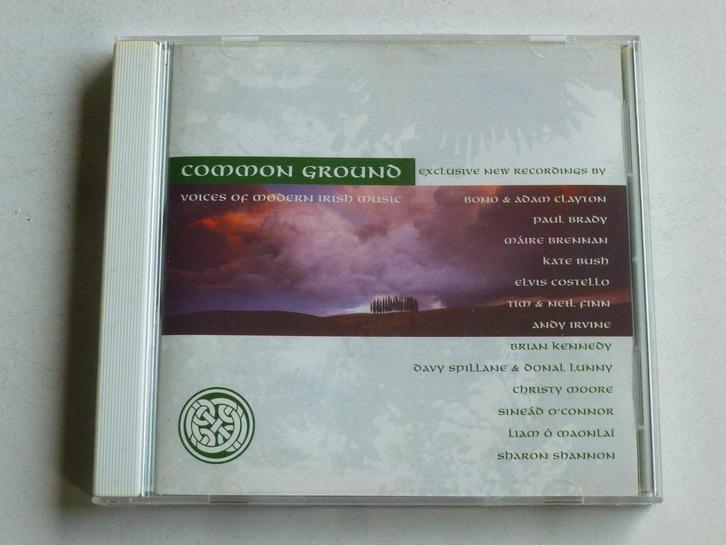 COMMON GROUND
EXCLUSIVE NEW RECORDINGS BY
VOICES OF MODERN IRISH MUSIC
BONO & ADAM CLAYTON
PAUL BRADY
MÁIRE BRENNAN
KATE BUSH
ELVIS COSTELLO
TIM & NEIL FINN
ANDY IRVINE
BRIAN KENNEDY
DAVY SPILLANE & DONAL LUNNY
CHRISTY MOORE
SINEÁD O'CONNOR
LIAM Ó MAONLAÍ
SHARON SHANNON